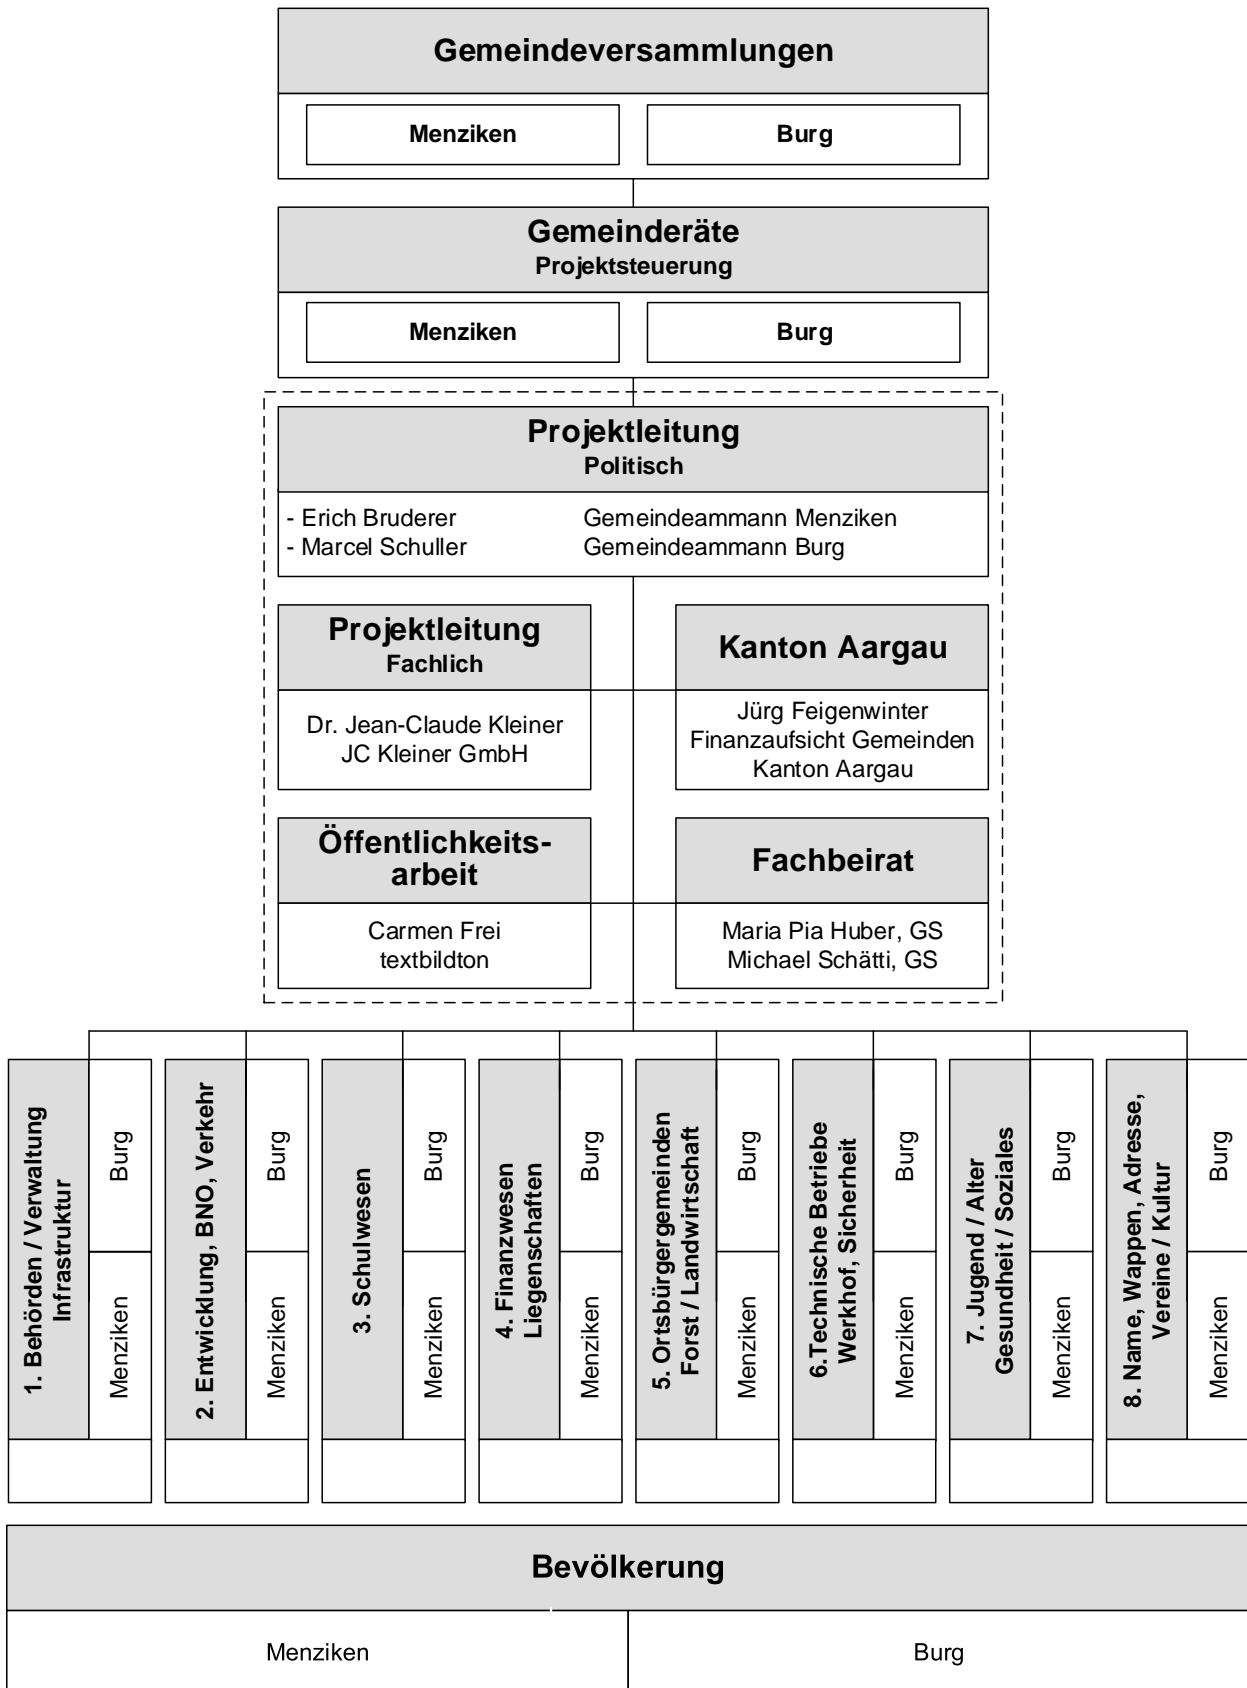 Gemeindeversammlungen
Menziken
Burg
Gemeinderäte
Projektsteuerung
Menziken
Burg
Projektleitung
Politisch
- Erich Bruderer Gemeindeammann Menziken
- Marcel Schuller Gemeindeammann Burg
Projektleitung
Fachlich
Dr. Jean-Claude Kleiner
JC Kleiner GmbH
Kanton Aargau
Jürg Feigenwinter
Finanzaufsicht Gemeinden
Kanton Aargau
Öffentlichkeits-
arbeit
Carmen Frei
textbildton
Fachbeirat
Maria Pia Huber, GS
Michael Schätti, GS
1. Behörden / Verwaltung
Infrastruktur
Burg
Menziken
2. Entwicklung, BNO, Verkehr
Burg
Menziken
3. Schulwesen
Burg
Menziken
4. Finanzwesen
Liegenschaften
Burg
Menziken
5. Ortsbürgergemeinden
Forst / Landwirtschaft
Burg
Menziken
6.Technische Betriebe
Werkhof, Sicherheit
Burg
Menziken
7. Jugend / Alter
Gesundheit / Soziales
Burg
Menziken
8. Name, Wappen, Adresse,
Vereine / Kultur
Burg
Menziken
Bevölkerung
Menziken
Burg